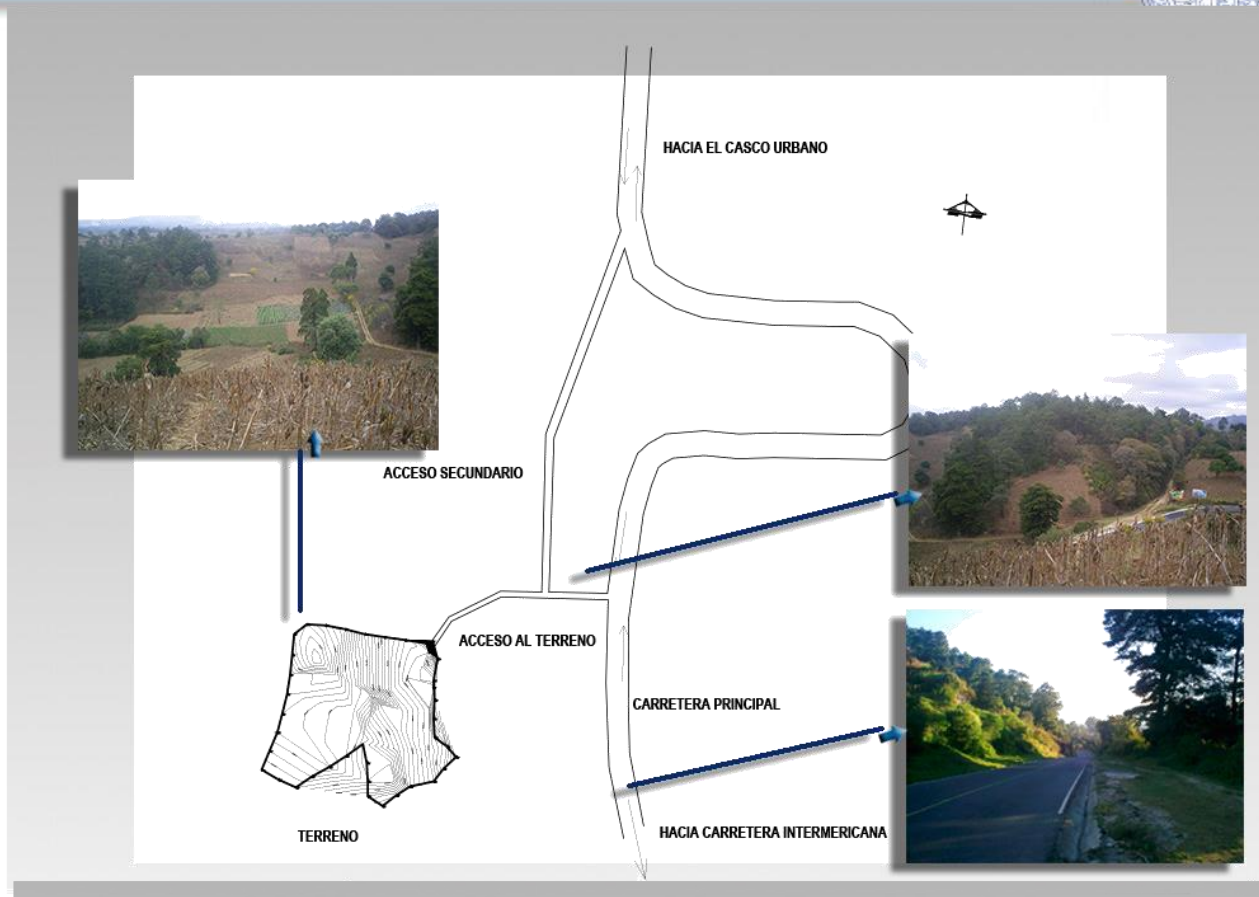 HACIA EL CASCO URBANO
ACCESO SECUNDARIO
ACCESO AL TERRENO
CARRETERA PRINCIPAL
HACIA CARRETERA INTERMERICANA
TERRENO